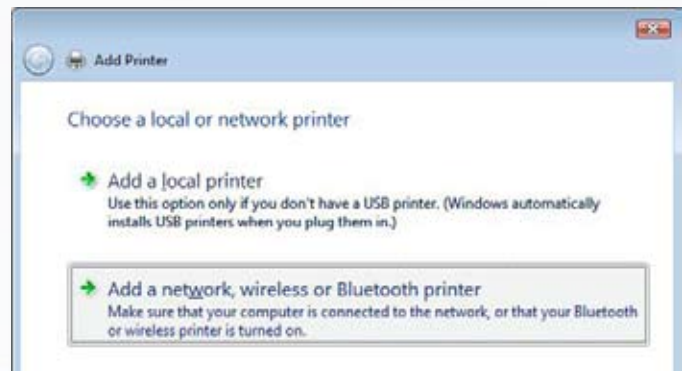 Add Printer
Choose a local or network printer
Add a local printer
Use this option only if you don't have a USB printer. (Windows automatically
installs USB printers when you plug them in.)
Add a network, wireless or Bluetooth printer
Make sure that your computer is connected to the network, or that your Bluetooth
or wireless printer is turned on.